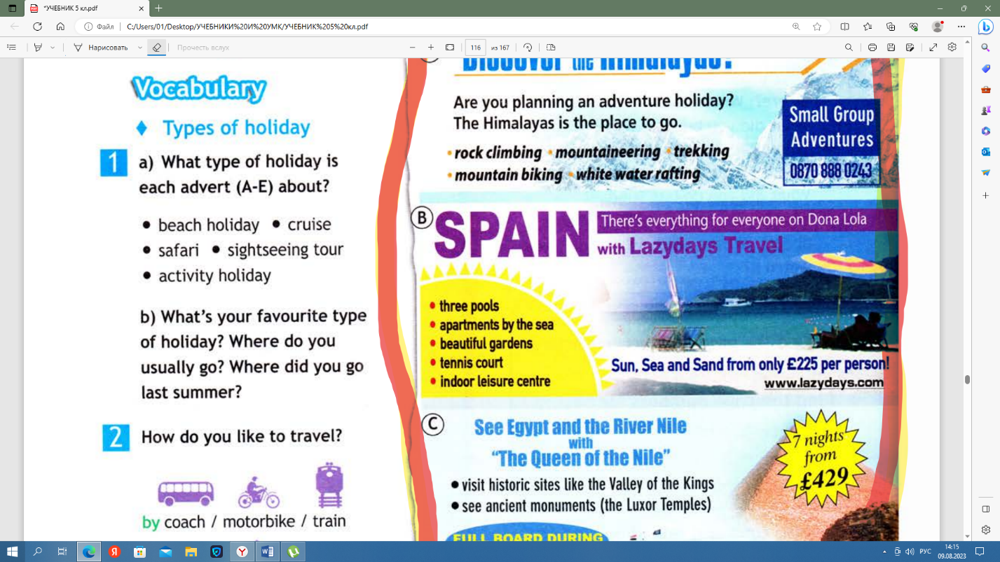 *УЧЕБНИК 5 кл.pdf
Файл
C:/Users/01/Desktop/УЧЕБНИКИ%20И%20УМК/УЧЕБНИК%205%20кл.pdf
Нарисовать
Прочесть вслух
116
из 167
Vocabulary
Types of holiday
1
a) What type of holiday is
each advert (A-E) about?
• beach holiday • cruise
• safari • sightseeing tour
• activity holiday
b) What's your favourite type
of holiday? Where do you
usually go? Where did you go
last summer?
2
How do you like to travel?
by coach / motorbike / train
Discover the Himalayas!
Are you planning an adventure holiday?
The Himalayas is the place to go.
• rock climbing • mountaineering • trekking
• mountain biking • white water rafting
Small Group
Adventures
0870 888 0243
B
SPAIN
There's everything for everyone on Dona Lola
with Lazydays Travel
• three pools
• apartments by the sea
• beautiful gardens
• tennis court
• indoor leisure centre
Sun, Sea and Sand from only £225 per person!
www.lazydays.com
C
See Egypt and the River Nile
with
"The Queen of the Nile"
• visit historic sites like the Valley of the Kings
• see ancient monuments (the Luxor Temples)
7 nights
from
£429
FULL BOARD DURING
РУС
14:15
09.08.2023